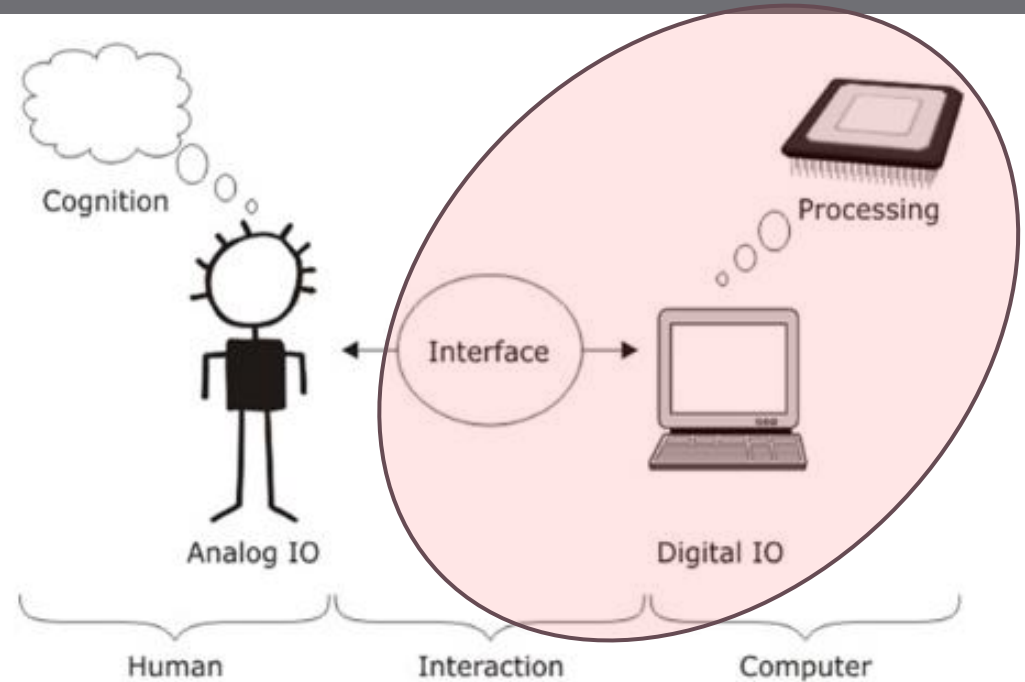 Cognition
Processing
Interface
Analog IO
Digital IO
Human
Interaction
Computer